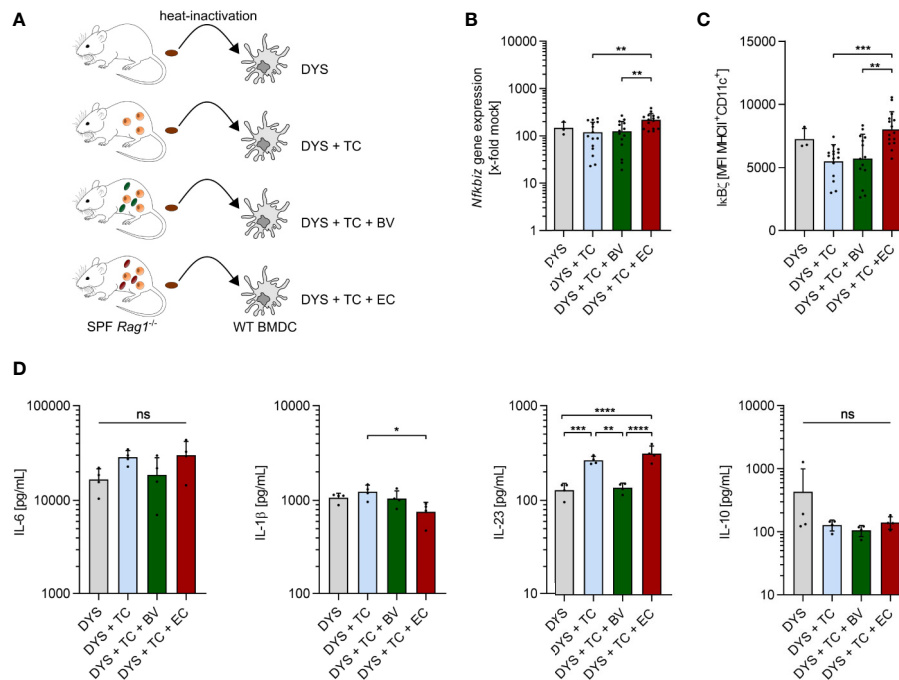 A
heat-inactivation
DYS
DYS + TC
DYS + TC + BV
DYS + TC + EC
SPF Rag1-/-
WT BMDC
B
Nfkbiz gene expression
[x-fold mock]
10000
1000
100
10
1
**
**
DYS
DYS + TC
DYS + TC + BV
DYS + TC + EC
C
IκBζ [MFI MHCII+CD11c+]
15000
10000
5000
0
***
**
DYS
DYS + TC
DYS + TC + BV
DYS + TC + EC
D
IL-6 [pg/mL]
100000
10000
1000
ns
DYS
DYS + TC
DYS + TC + BV
DYS + TC + EC
IL-1β [pg/mL]
10000
1000
100
*
DYS
DYS + TC
DYS + TC + BV
DYS + TC + EC
IL-23 [pg/mL]
1000
100
10
****
*** ** ****
DYS
DYS + TC
DYS + TC + BV
DYS + TC + EC
IL-10 [pg/mL]
10000
1000
100
10
ns
DYS
DYS + TC
DYS + TC + BV
DYS + TC + EC